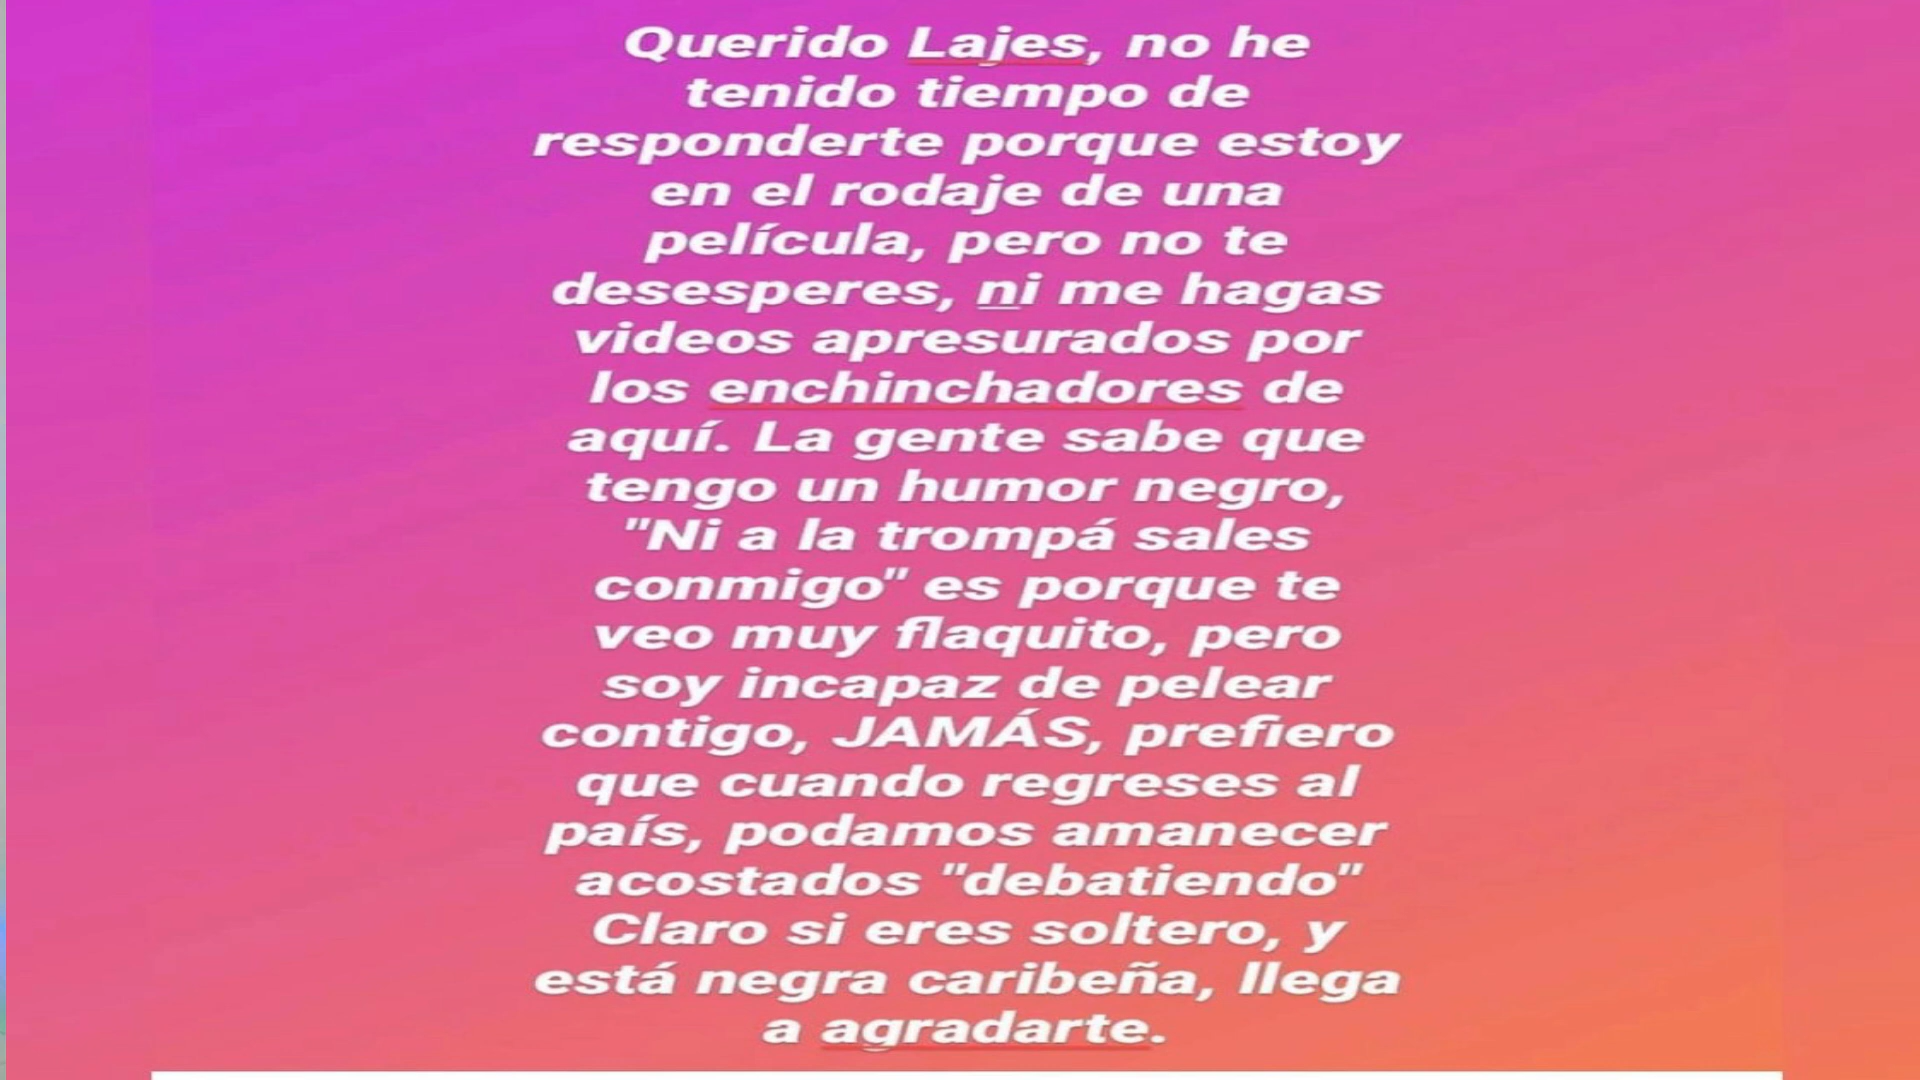 Querido Lajes, no he
tenido tiempo de
responderte porque estoy
en el rodaje de una
película, pero no te
desesperes, ni me hagas
videos apresurados por
los enchinchadores de
aquí. La gente sabe que
tengo un humor negro,
"Ni a la trompá sales
conmigo" es porque te
veo muy flaquito, pero
soy incapaz de pelear
contigo, JAMÁS, prefiero
que cuando regreses al
país, podamos amanecer
acostados "debatiendo"
Claro si eres soltero, y
está negra caribeña, llega
a agradarte.